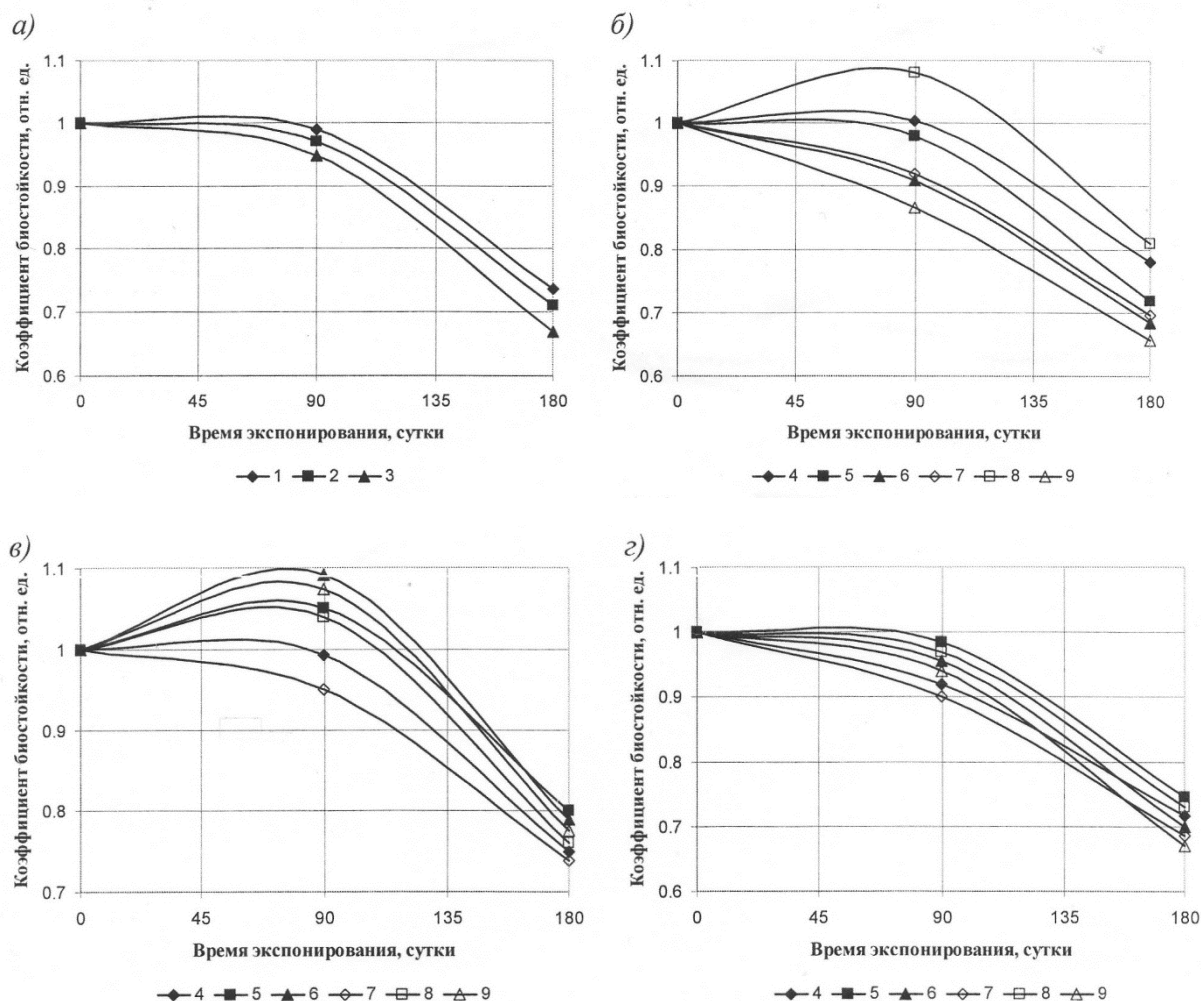 а)
Коэффициент биостойкости, отн. ед.
1.1
1
0.9
0.8
0.7
0.6
0 45 90 135 180
Время экспонирования, сутки
1 2 3
б)
Коэффициент биостойкости, отн. ед.
1.1
1
0.9
0.8
0.7
0.6
0 45 90 135 180
Время экспонирования, сутки
4 5 6 7 8 9
в)
Коэффициент биостойкости, отн. ед.
1.1
1
0.9
0.8
0.7
0 45 90 135 180
Время экспонирования, сутки
4 5 6 7 8 9
г)
Коэффициент биостойкости, отн. ед.
1.1
1
0.9
0.8
0.7
0.6
0 45 90 135 180
Время экспонирования, сутки
4 5 6 7 8 9